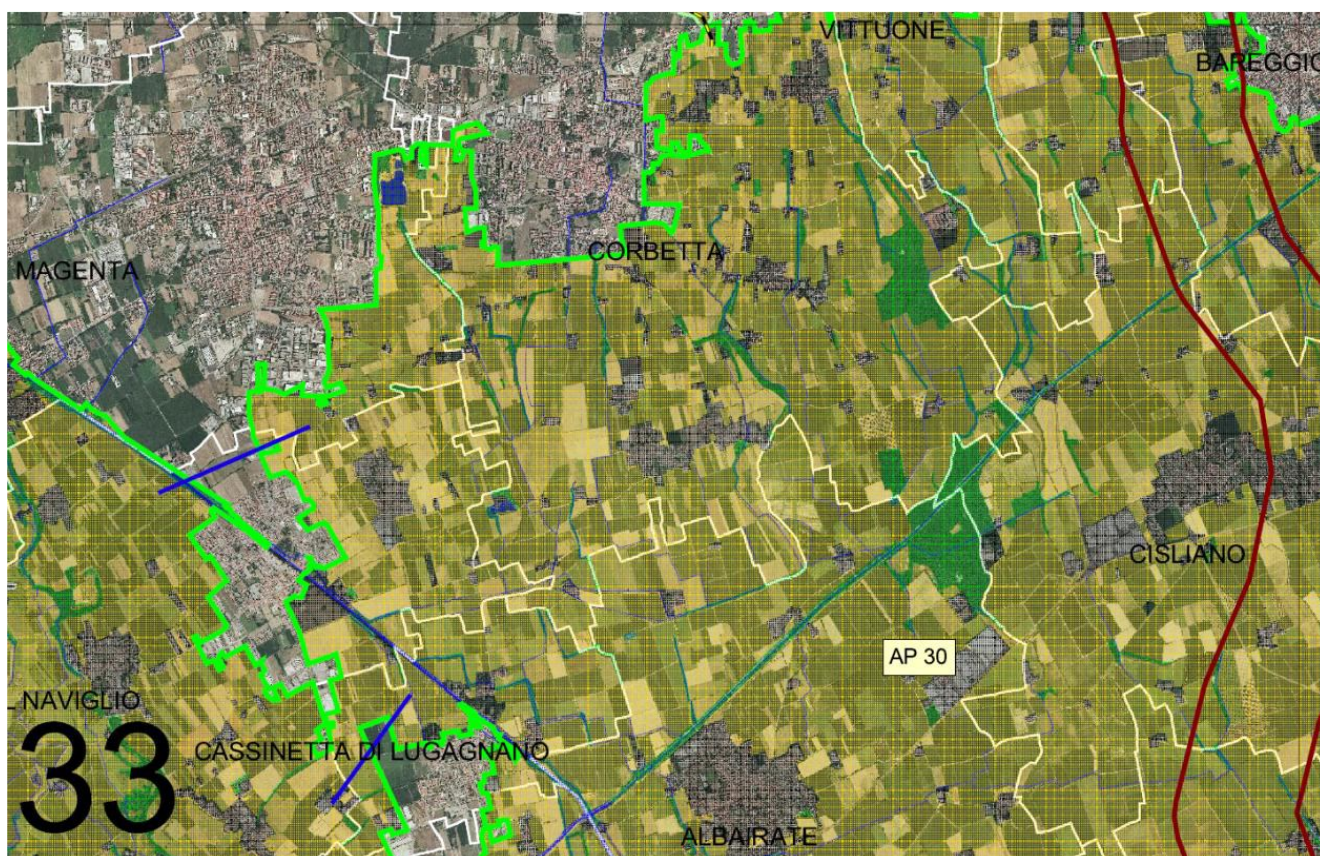 VITTUONE
BAREGGIO
CORBETTA
MAGENTA
CISLIANO
AP 30
L NAVIGLIO
33
CASSINETTA DI LUGAGNANO
ALBAIRATE